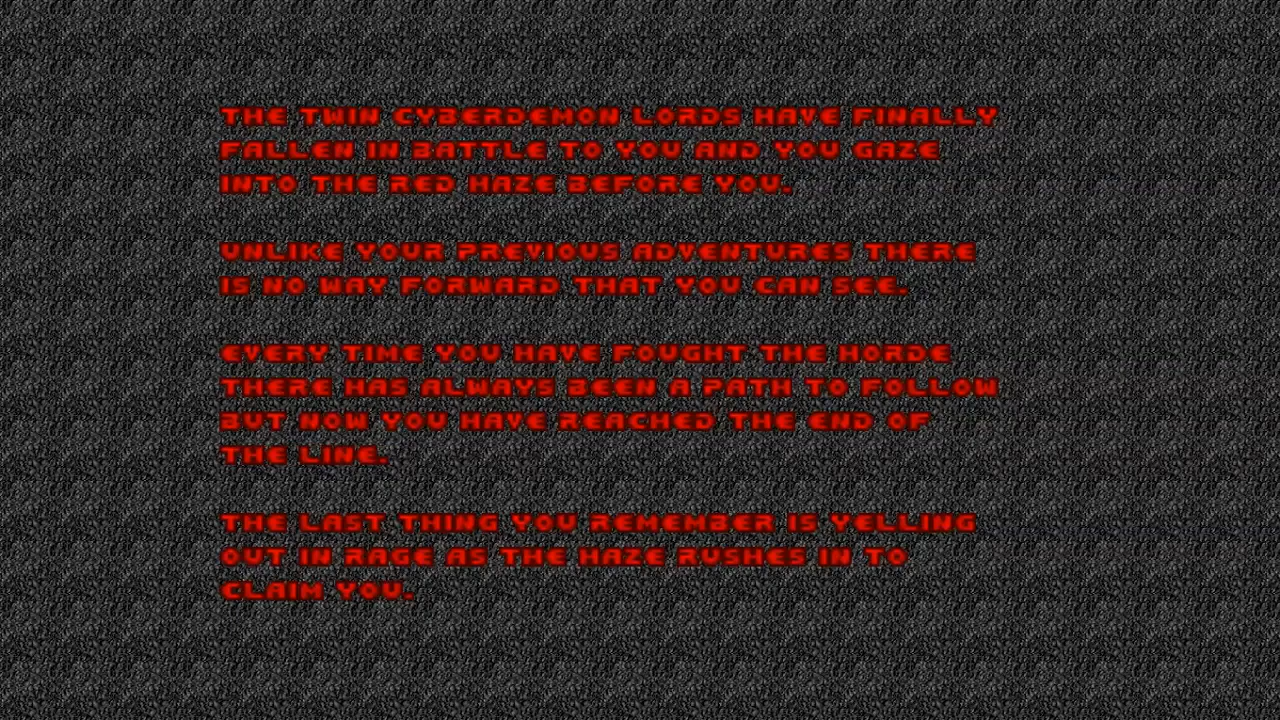 THE TWIN CYBERDEMON LORDS HAVE FINALLY
FALLEN IN BATTLE TO YOU AND YOU GAZE
INTO THE RED HAZE BEFORE YOU.
UNLIKE YOUR PREVIOUS ADVENTURES THERE
IS NO WAY FORWARD THAT YOU CAN SEE.
EVERY TIME YOU HAVE FOUGHT THE HORDE
THERE HAS ALWAYS BEEN A PATH TO FOLLOW
BUT NOW YOU HAVE REACHED THE END OF
THE LINE.
THE LAST THING YOU REMEMBER IS YELLING
OUT IN RAGE AS THE HAZE RUSHES IN TO
CLAIM YOU.